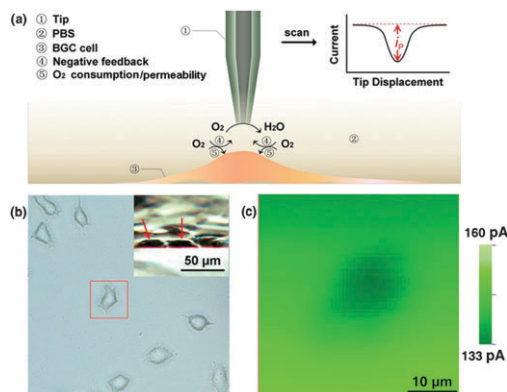 (a)
① Tip
② PBS
③ BGC cell
④ Negative feedback
⑤ O₂ consumption/permeability
①
scan
Current
iₚ
Tip Displacement
O₂ H₂O
②
O₂ ④ ④ O₂
⑤ ⑤
③
(b)
50 μm
(c)
160 pA
133 pA
10 μm